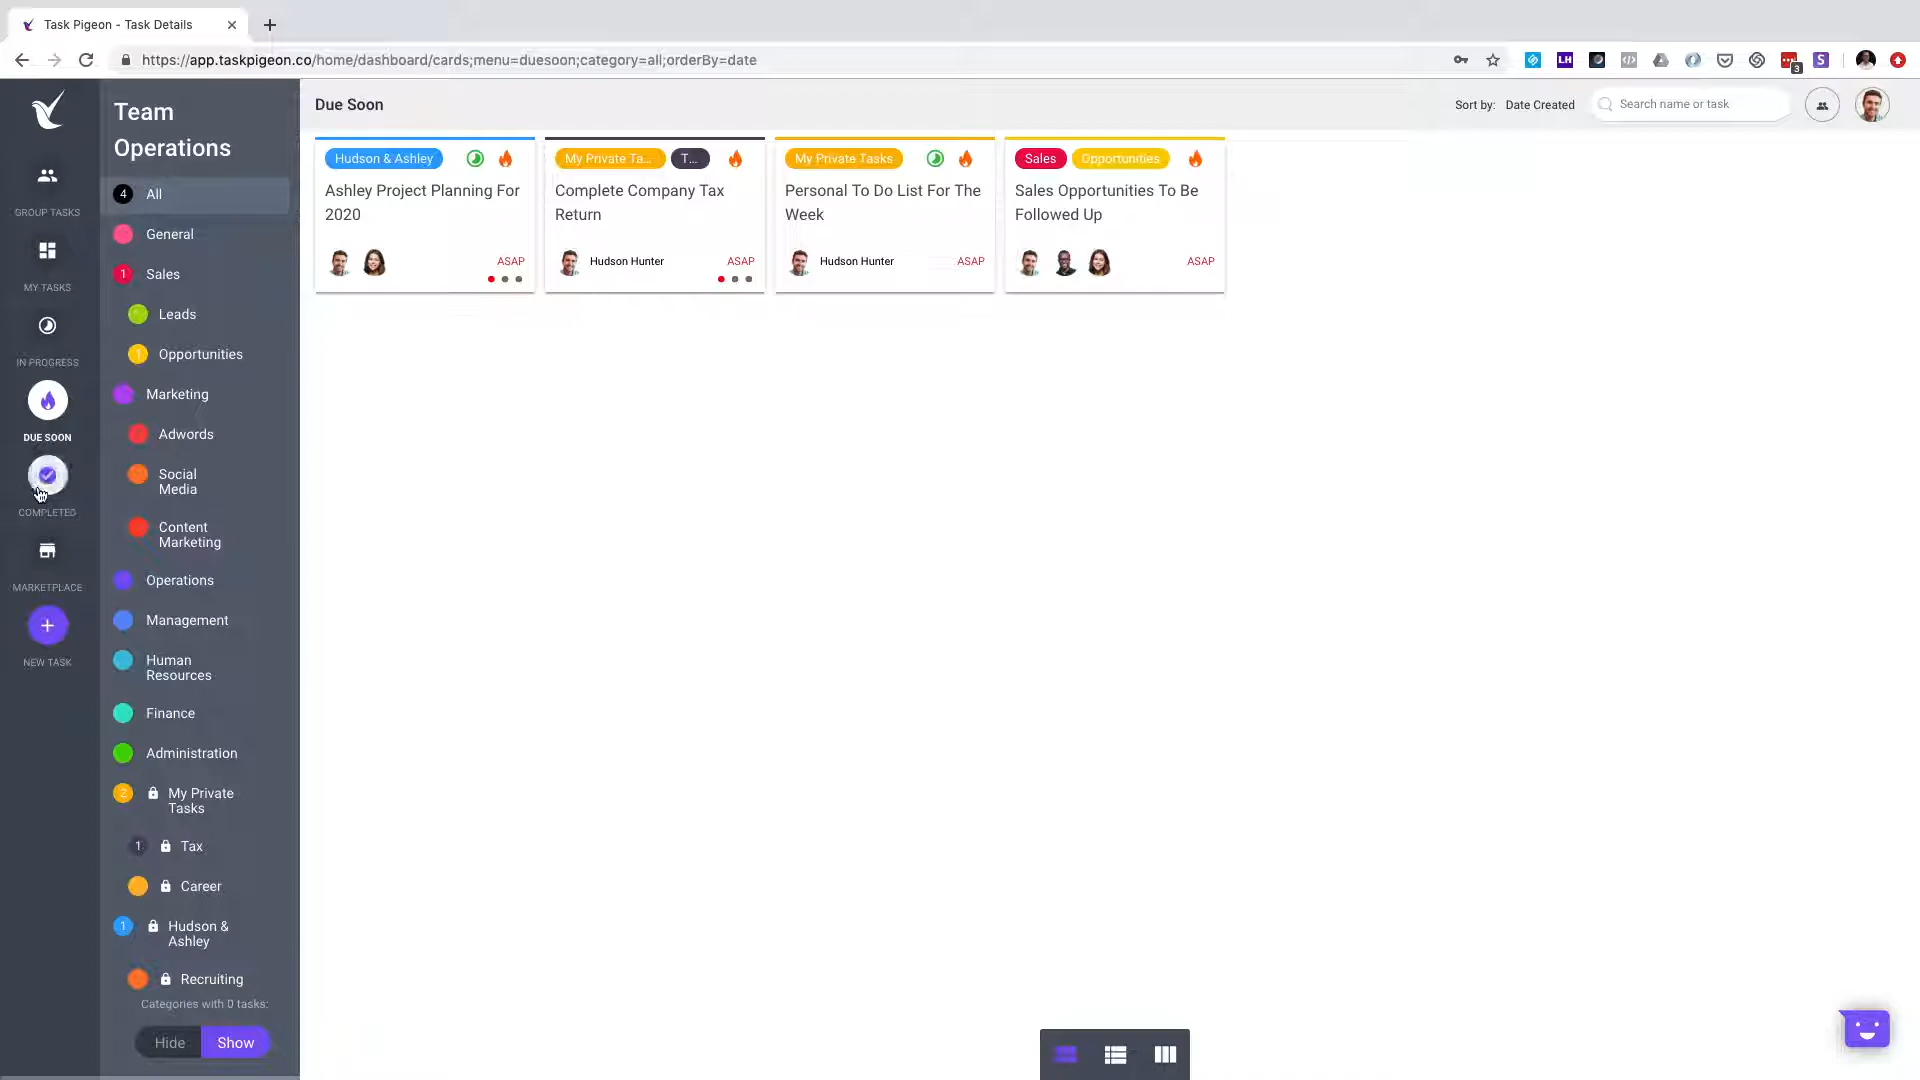 Task Pigeon - Task Details
https://app.taskpigeon.co/home/dashboard/cards;menu=duesoon;category=all;orderBy=date
LH
3
S
Team
Operations
GROUP TASKS
MY TASKS
IN PROGRESS
DUE SOON
COMPLETED
MARKETPLACE
+
NEW TASK
4 All
General
1 Sales
Leads
1 Opportunities
Marketing
Adwords
Social
Media
Content
Marketing
Operations
Management
Human
Resources
Finance
Administration
2 My Private
Tasks
1 Tax
Career
1 Hudson &
Ashley
Recruiting
Categories with 0 tasks:
Hide Show
Due Soon
Sort by: Date Created
Search name or task
Hudson & Ashley
Ashley Project Planning For
2020
ASAP
My Private Ta...
T...
Complete Company Tax
Return
Hudson Hunter
ASAP
My Private Tasks
Personal To Do List For The
Week
Hudson Hunter
ASAP
Sales
Opportunities
Sales Opportunities To Be
Followed Up
ASAP